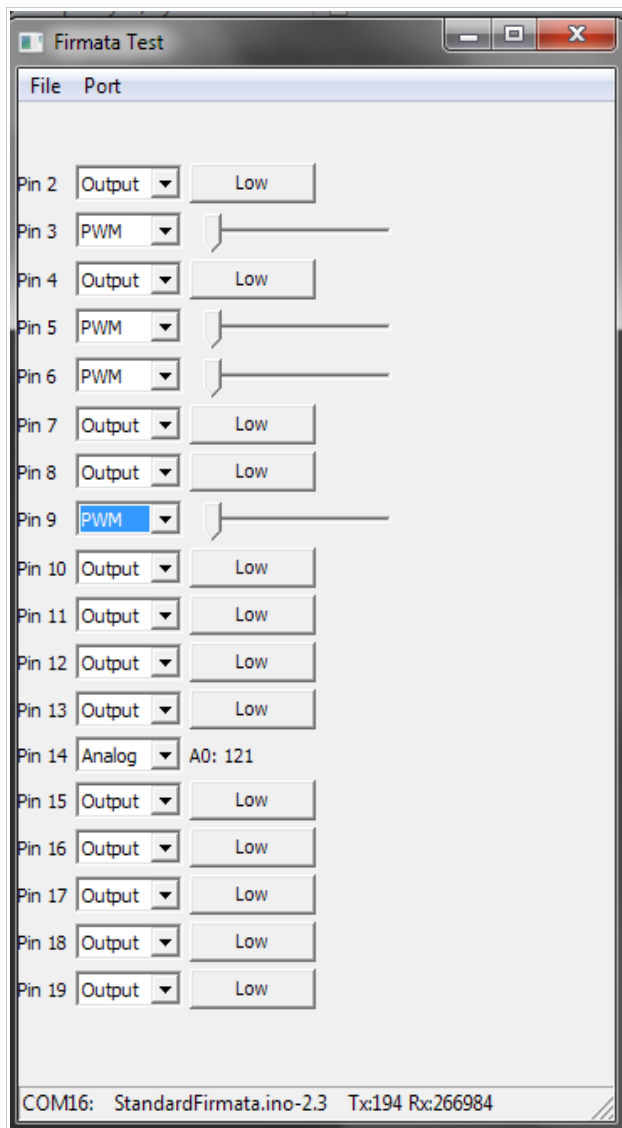 Firmata Test
File Port
Pin 2 Output Low
Pin 3 PWM
Pin 4 Output Low
Pin 5 PWM
Pin 6 PWM
Pin 7 Output Low
Pin 8 Output Low
Pin 9 PWM
Pin 10 Output Low
Pin 11 Output Low
Pin 12 Output Low
Pin 13 Output Low
Pin 14 Analog A0: 121
Pin 15 Output Low
Pin 16 Output Low
Pin 17 Output Low
Pin 18 Output Low
Pin 19 Output Low
COM16: StandardFirmata.ino-2.3 Tx:194 Rx:266984